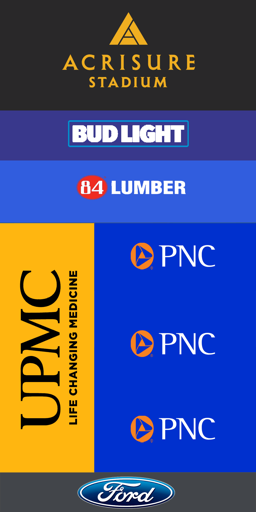 ACRISURE
STADIUM
BUD LIGHT
84 LUMBER
UPMC
LIFE CHANGING MEDICINE
PNC
PNC
PNC
Ford